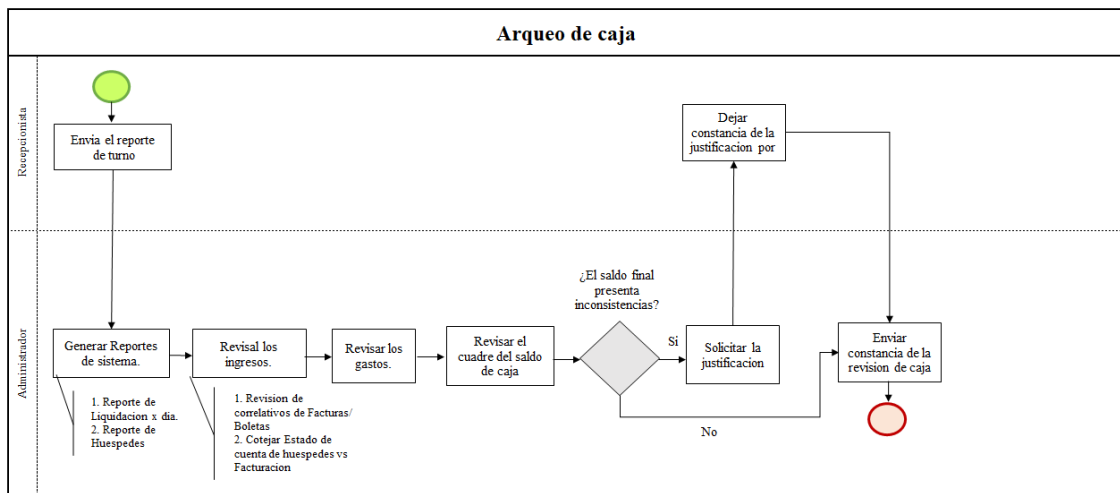 Arqueo de caja
Recepcionista
Envia el reporte
de turno
Dejar
constancia de la
justificacion por
Administrador
Generar Reportes
de sistema.
1. Reporte de
Liquidacion x dia.
2. Reporte de
Huespedes
Revisal los
ingresos.
1. Revision de
correlativos de Facturas/
Boletas
2. Cotejar Estado de
cuenta de huespedes vs
Facturacion
Revisar los
gastos.
Revisar el
cuadre del saldo
de caja
¿El saldo final
presenta
inconsistencias?
Si
Solicitar la
justificacion
No
Enviar
constancia de la
revision de caja